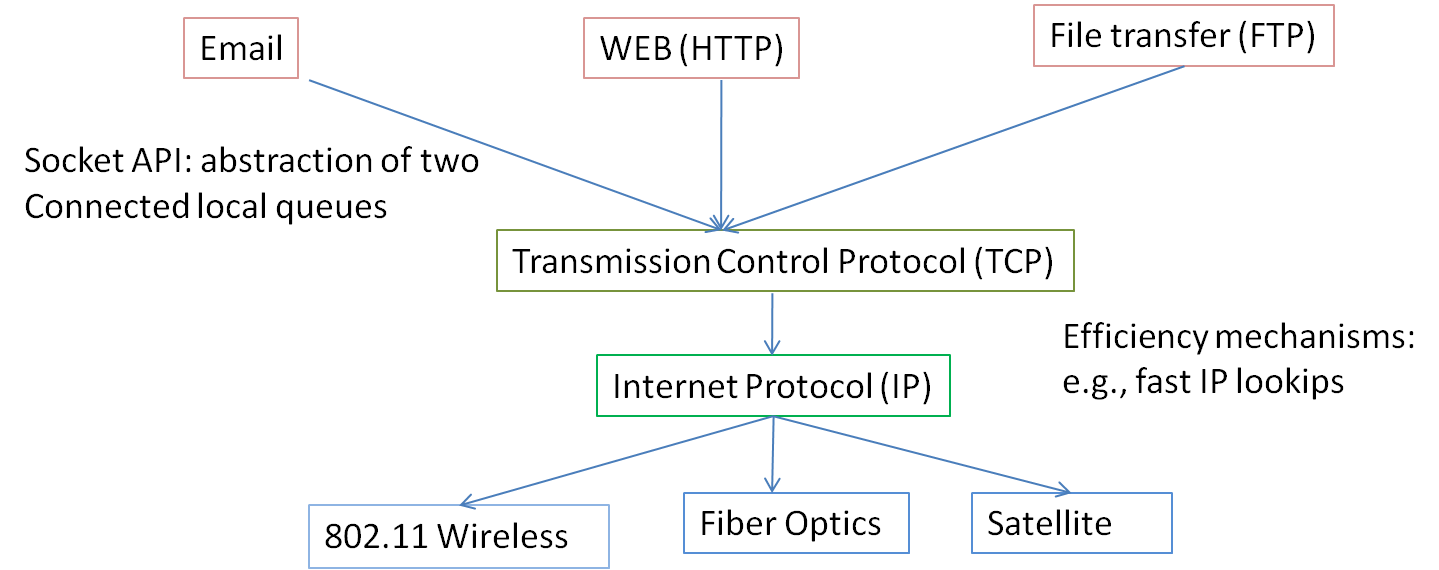 Email
WEB (HTTP)
File transfer (FTP)
Socket API: abstraction of two
Connected local queues
Transmission Control Protocol (TCP)
Efficiency mechanisms:
e.g., fast IP lookips
Internet Protocol (IP)
802.11 Wireless
Fiber Optics
Satellite